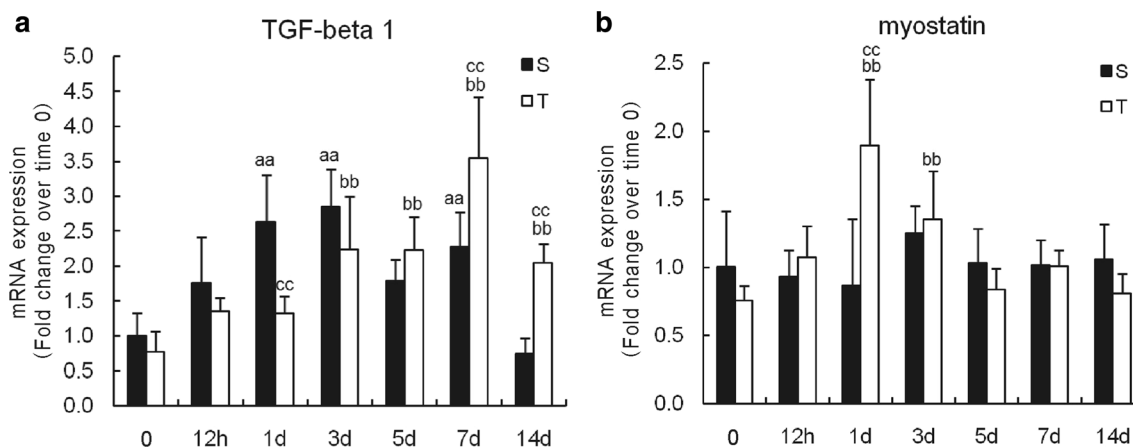 a
TGF-beta 1
mRNA expression
(Fold change over time 0)
5.0
4.5
4.0
3.5
3.0
2.5
2.0
1.5
1.0
0.5
0.0
S
T
aa
cc
aa
bb
bb
aa
cc
bb
cc
bb
0 12h 1d 3d 5d 7d 14d
b
myostatin
mRNA expression
(Fold change over time 0)
2.5
2.0
1.5
1.0
0.5
0.0
S
T
cc
bb
bb
0 12h 1d 3d 5d 7d 14d